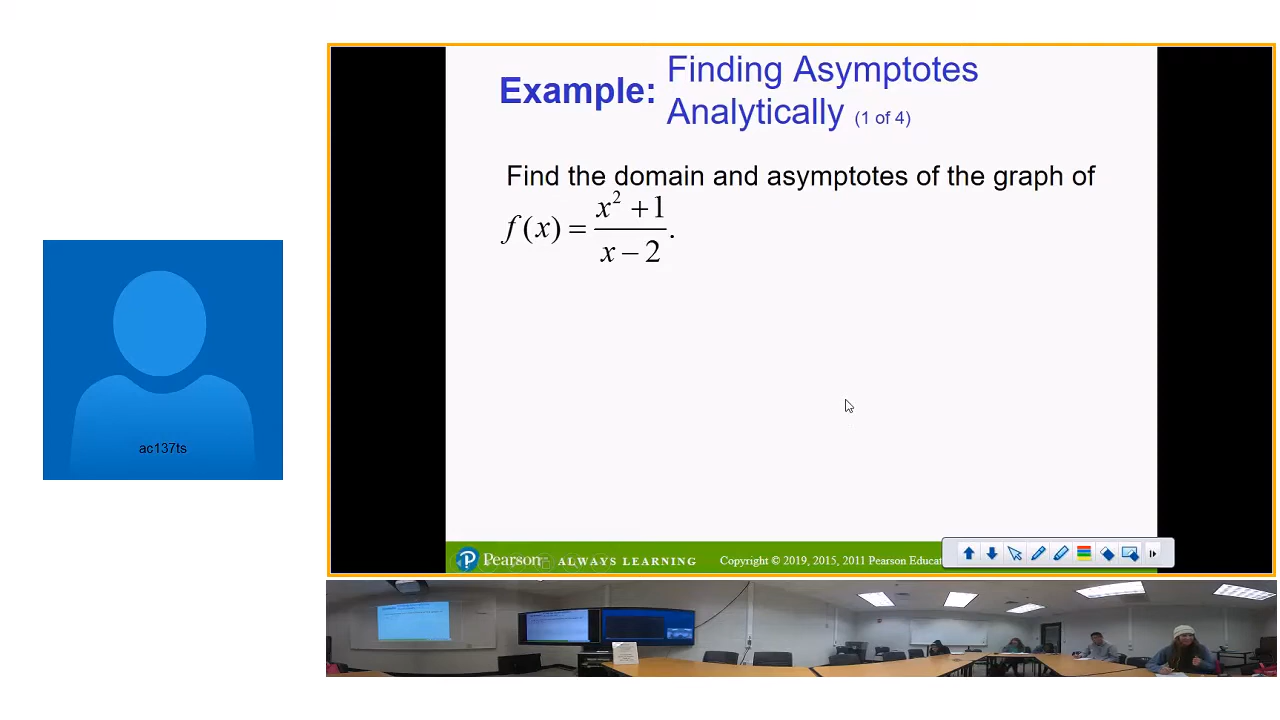 Example: Finding Asymptotes
Analytically (1 of 4)
Find the domain and asymptotes of the graph of
f(x) = (x² + 1)/(x − 2).
ac137ts
Pearson ALWAYS LEARNING Copyright © 2019, 2015, 2011 Pearson Educat